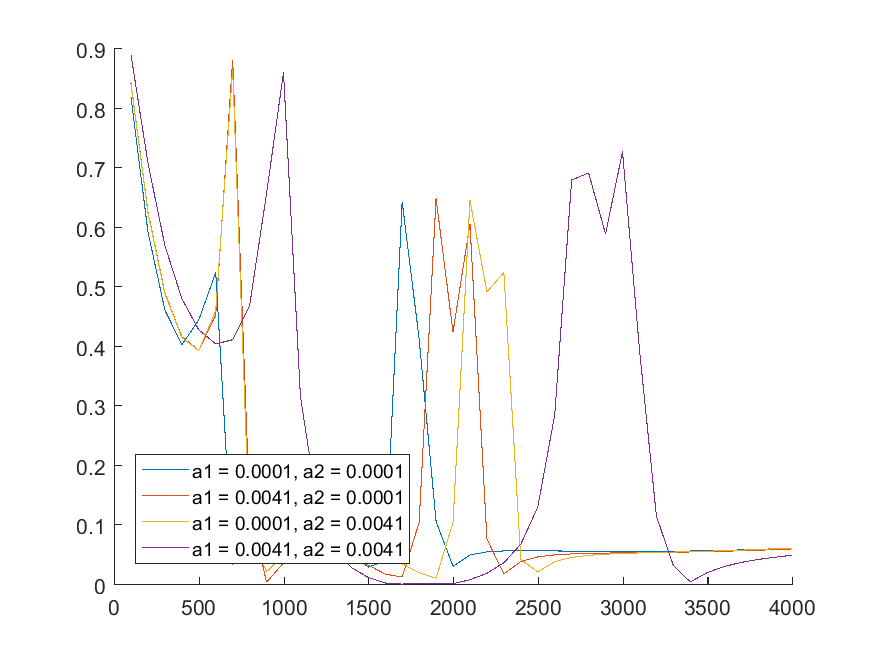 0.9
0.8
0.7
0.6
0.5
0.4
0.3
0.2
0.1
0
a1 = 0.0001, a2 = 0.0001
a1 = 0.0041, a2 = 0.0001
a1 = 0.0001, a2 = 0.0041
a1 = 0.0041, a2 = 0.0041
0 500 1000 1500 2000 2500 3000 3500 4000